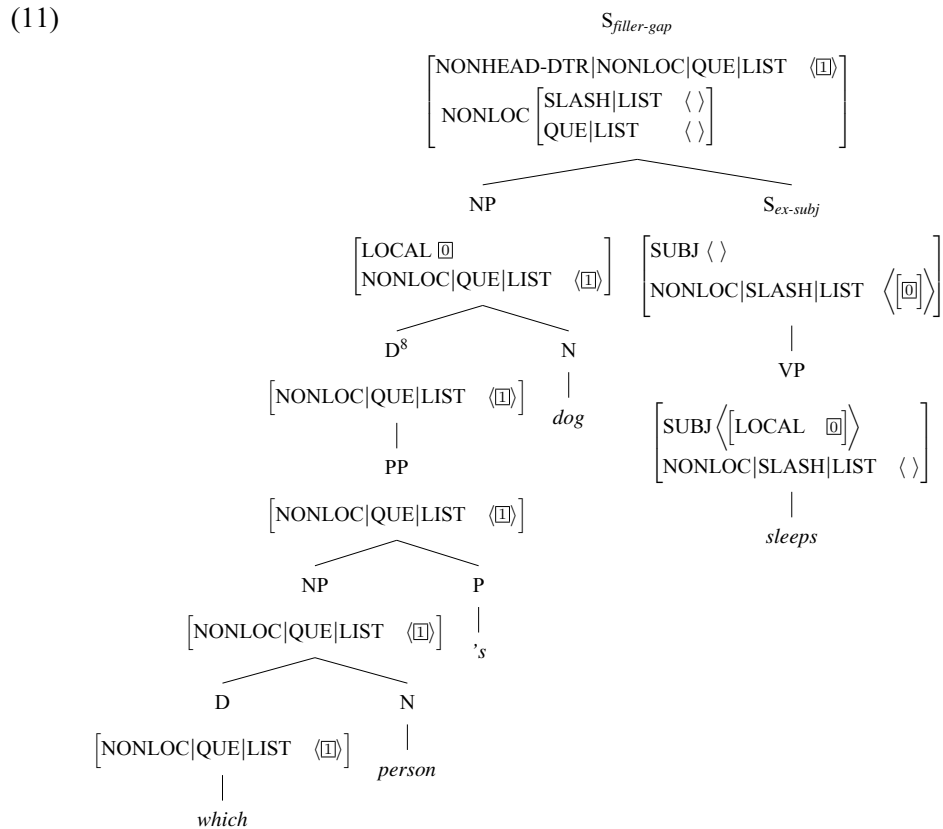 (11)
S filler-gap
[NONHEAD-DTR|NONLOC|QUE|LIST ⟨[1]⟩
NONLOC [SLASH|LIST ⟨ ⟩
QUE|LIST ⟨ ⟩]]
NP S ex-subj
[LOCAL [0] [SUBJ ⟨ ⟩
NONLOC|QUE|LIST ⟨[1]⟩] NONLOC|SLASH|LIST ⟨[[0]]⟩]
D⁸ N VP
[NONLOC|QUE|LIST ⟨[1]⟩] dog [SUBJ ⟨[LOCAL [0]]⟩
PP NONLOC|SLASH|LIST ⟨ ⟩]
[NONLOC|QUE|LIST ⟨[1]⟩] sleeps
NP P
[NONLOC|QUE|LIST ⟨[1]⟩] 's
D N
[NONLOC|QUE|LIST ⟨[1]⟩] person
which